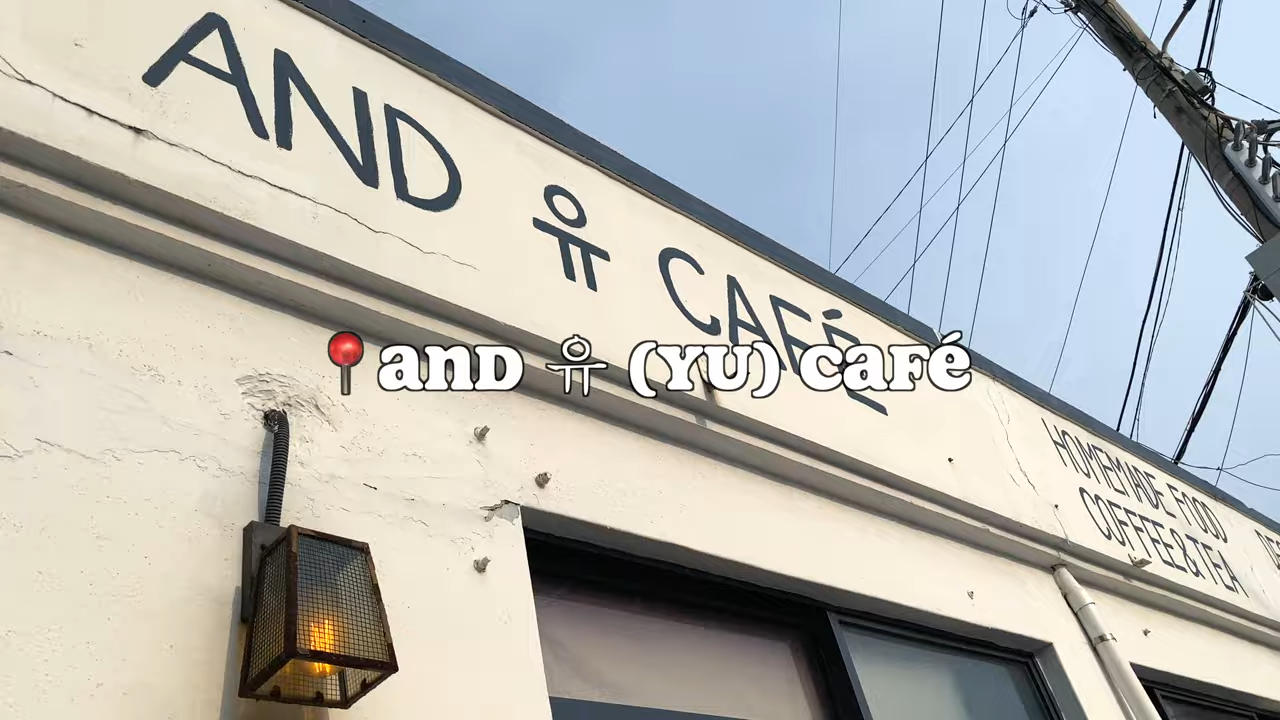 AND 유 CAFÉ
📍and 유 (YU) café
HOMEMADE FOOD
COFFEE & TEA